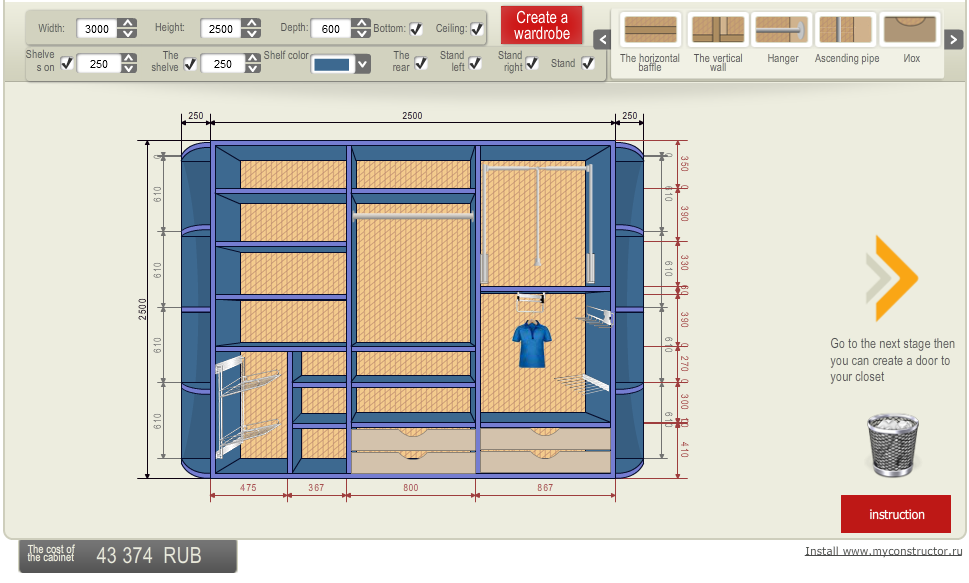 Width: 3000 Height: 2500 Depth: 600 Bottom: Ceiling:
Create a
wardrobe
Shelve
s on 250
The
shelve 250
Shelf color
The
rear
Stand
left
Stand
right
Stand
<
The horizontal
baffle
The vertical
wall
Hanger
Ascending pipe
Иox
>
250 2500 250
2500
0
610
610
610
610
0
610
610
610
610
350
0
390
330
60
390
0
270
0
300
10
410
475 367 800 867
Go to the next stage then
you can create a door to
your closet
instruction
The cost of
the cabinet
43 374 RUB
Install www.myconstructor.ru